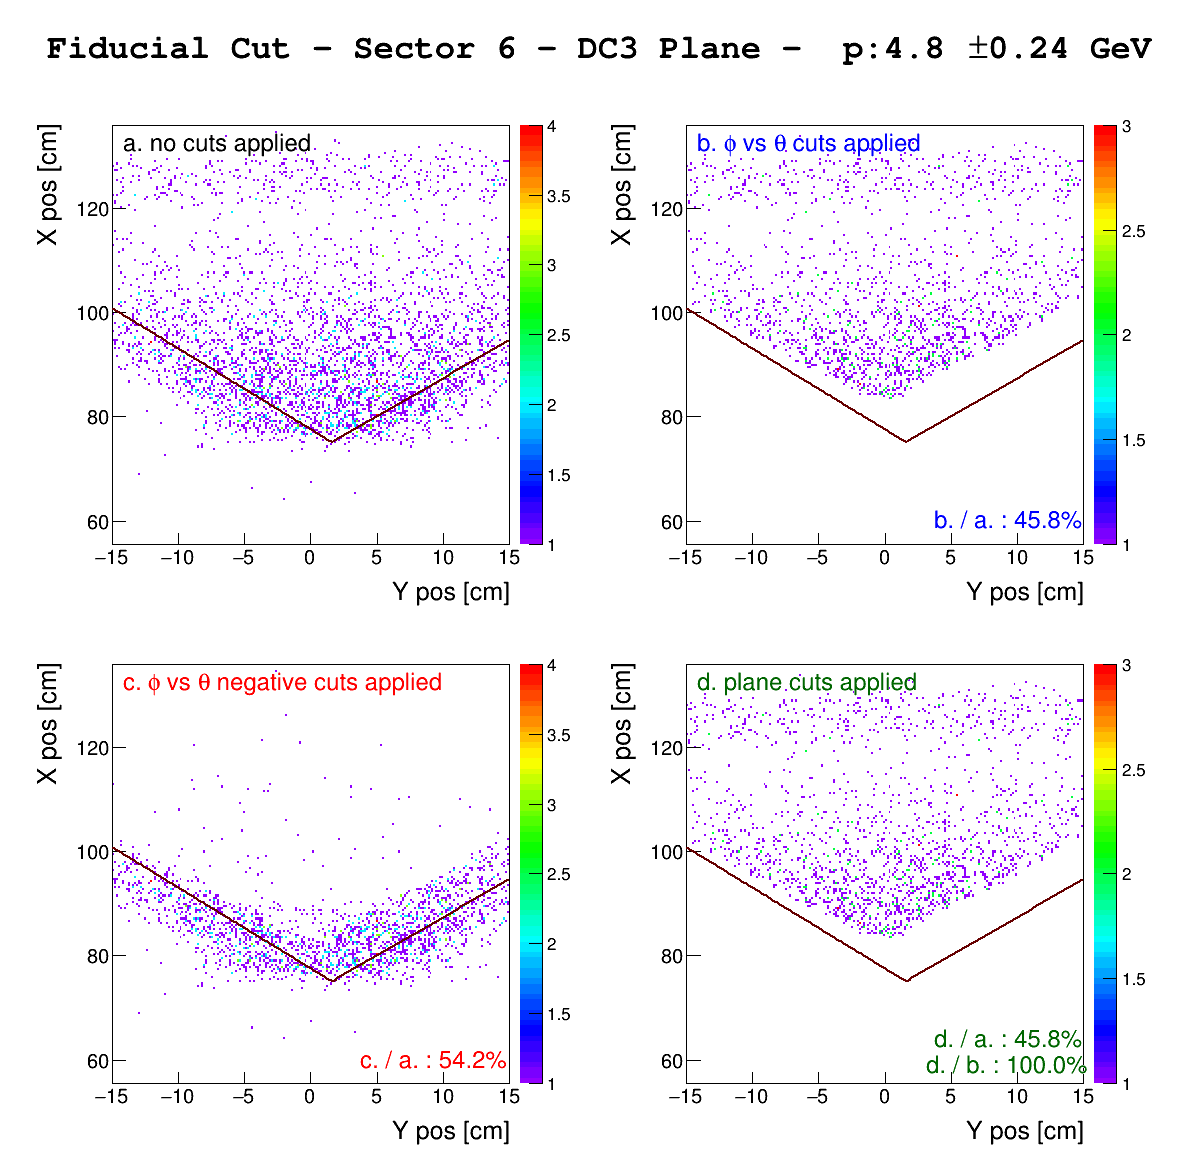 Fiducial Cut – Sector 6 – DC3 Plane – p:4.8 ±0.24 GeV
a. no cuts applied
X pos [cm]
120
100
80
60
−15 −10 −5 0 5 10 15
Y pos [cm]
4
3.5
3
2.5
2
1.5
1
b. ϕ vs θ cuts applied
X pos [cm]
120
100
80
60
b. / a. : 45.8%
−15 −10 −5 0 5 10 15
Y pos [cm]
3
2.5
2
1.5
1
c. ϕ vs θ negative cuts applied
X pos [cm]
120
100
80
60
c. / a. : 54.2%
−15 −10 −5 0 5 10 15
Y pos [cm]
4
3.5
3
2.5
2
1.5
1
d. plane cuts applied
X pos [cm]
120
100
80
60
d. / a. : 45.8%
d. / b. : 100.0%
−15 −10 −5 0 5 10 15
Y pos [cm]
3
2.5
2
1.5
1